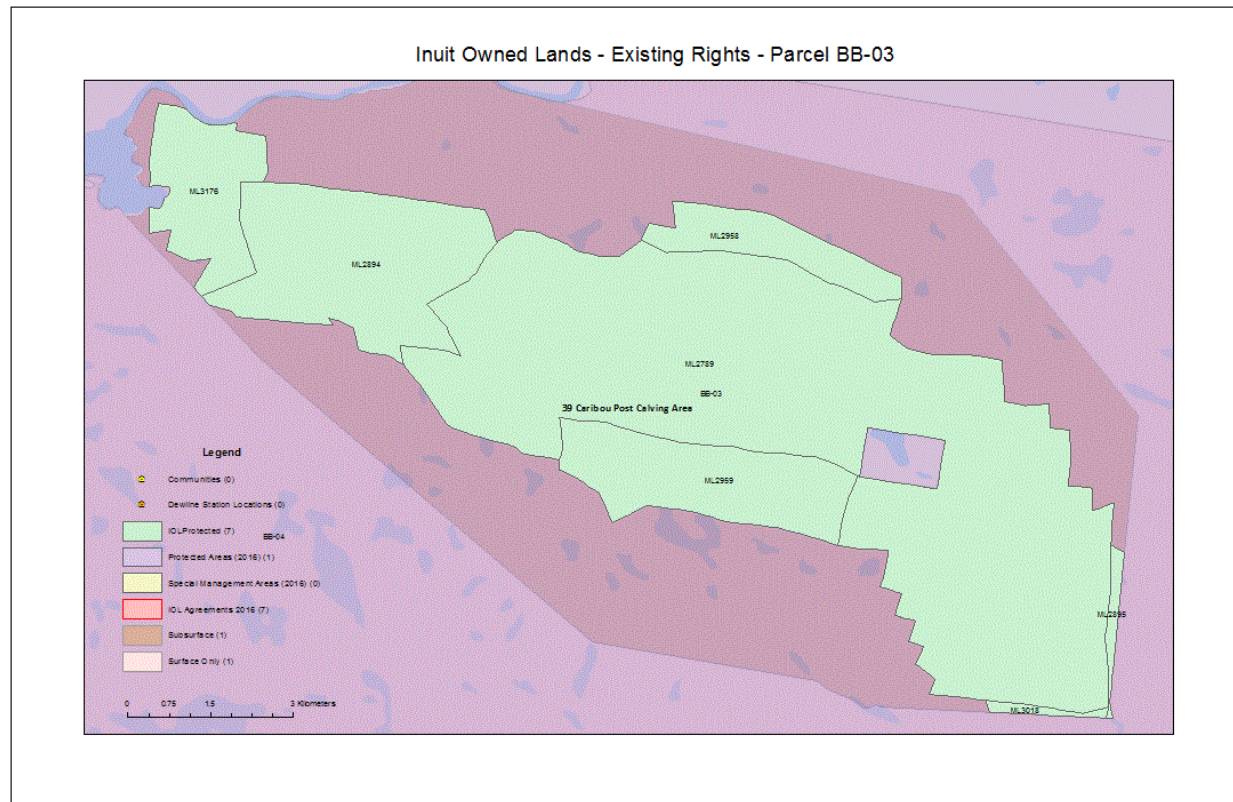 Inuit Owned Lands - Existing Rights - Parcel BB-03
ML3176
ML2958
ML2894
ML2789
BB-03
39 Caribou Post Calving Area
ML2959
ML2895
ML3018
Legend
Communities (0)
Dewline Station Locations (0)
IOLProtected (7)
BB-04
Protected Areas (2016) (1)
Special Management Areas (2016) (0)
IOL Agreements 2016 (7)
Subsurface (1)
Surface Only (1)
0 0.75 1.5 3 Kilometers